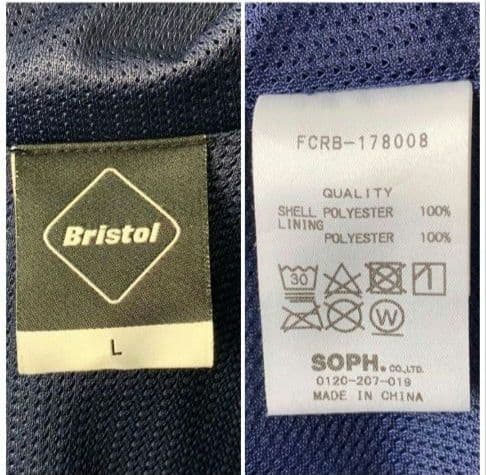 Bristol
L
FCRB-178008
QUALITY
SHELL POLYESTER 100%
LINING
POLYESTER 100%
30
W
SOPH. CO.,LTD.
0120-207-019
MADE IN CHINA